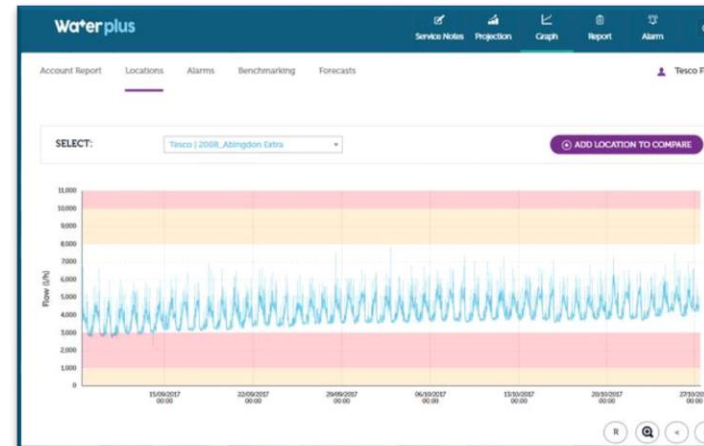 Water plus
Service Notes Projection Graph Report Alarm
Account Report Locations Alarms Benchmarking Forecasts Tesco F
SELECT: Tesco | 2008_Abingdon Extra ADD LOCATION TO COMPARE
11,000
10,000
9,000
8,000
7,000
6,000
5,000
4,000
3,000
2,000
1,000
0
Flow (l/h)
15/09/2017 22/09/2017 29/09/2017 06/10/2017 13/10/2017 20/10/2017 27/10/20
00:00 00:00 00:00 00:00 00:00 00:00 00:00
R